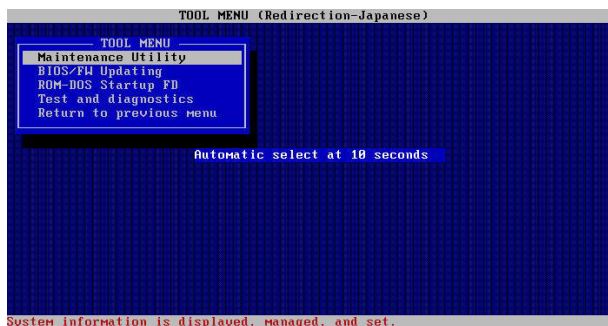 TOOL MENU (Redirection-Japanese)
TOOL MENU
Maintenance Utility
BIOS/FW Updating
ROM-DOS Startup FD
Test and diagnostics
Return to previous menu
Automatic select at 10 seconds
System information is displayed, managed, and set.